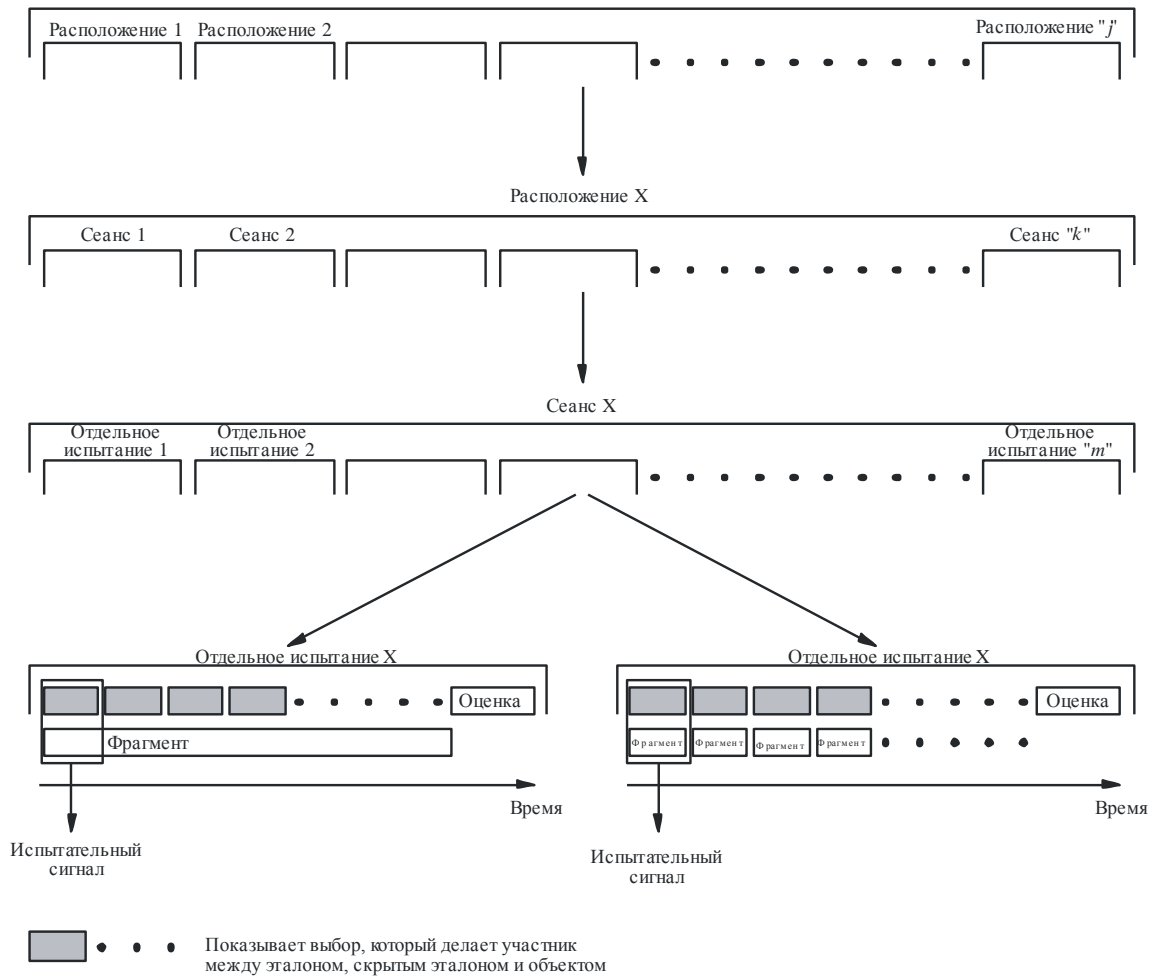 Расположение 1 Расположение 2 Расположение "j"
Расположение X
Сеанс 1 Сеанс 2 Сеанс "k"
Сеанс X
Отдельное Отдельное Отдельное
испытание 1 испытание 2 испытание "m"
Отдельное испытание X Отдельное испытание X
Оценка Оценка
Фрагмент Фрагмент Фрагмент Фрагмент Фрагмент
Время Время
Испытательный
сигнал
Испытательный
сигнал
Показывает выбор, который делает участник
между эталоном, скрытым эталоном и объектом